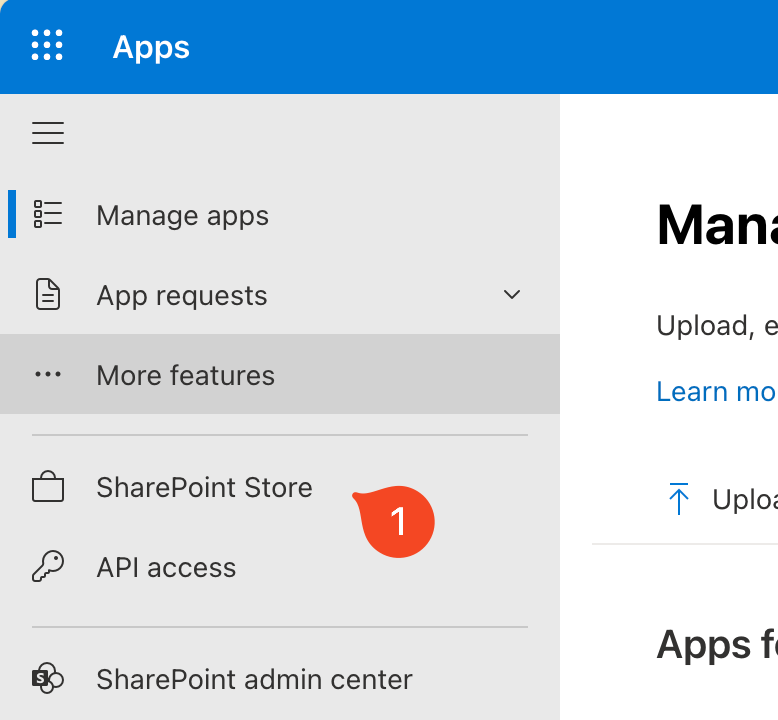 Apps
Manage apps
App requests
More features
SharePoint Store
1
API access
S
SharePoint admin center
Mana
Upload, e
Learn mo
Uploa
Apps fo